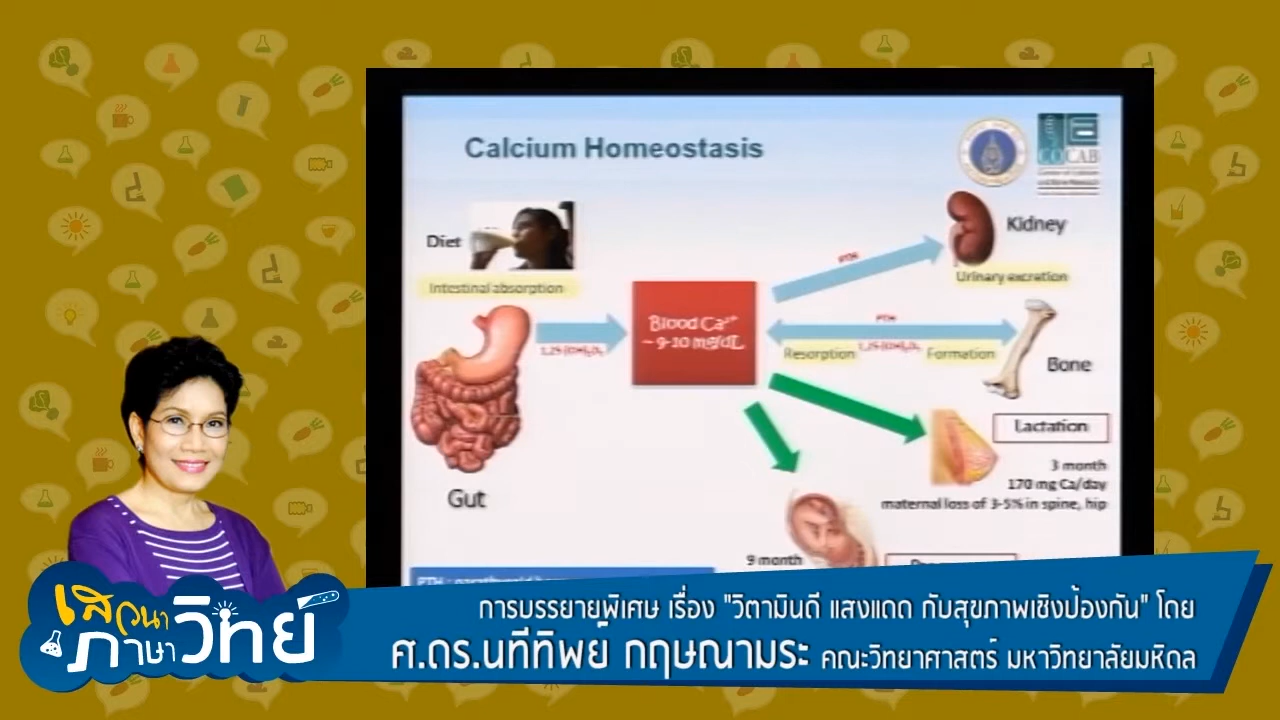 Calcium Homeostasis
COCAB
Diet
Intestinal absorption
Gut
1,25 (OH)₂D₃
Blood Ca²⁺
~ 9-10 mg/dL
PTH
Kidney
Urinary excretion
PTH
Resorption
1,25 (OH)₂D₃
Formation
Bone
Lactation
3 month
170 mg Ca/day
maternal loss of 3-5% in spine, hip
9 month
เสวนา
ภาษาวิทย์
การบรรยายพิเศษ เรื่อง "วิตามินดี แสงแดด กับสุขภาพเชิงป้องกัน" โดย
ศ.ดร.นทีทิพย์ กฤษณามระ คณะวิทยาศาสตร์ มหาวิทยาลัยมหิดล